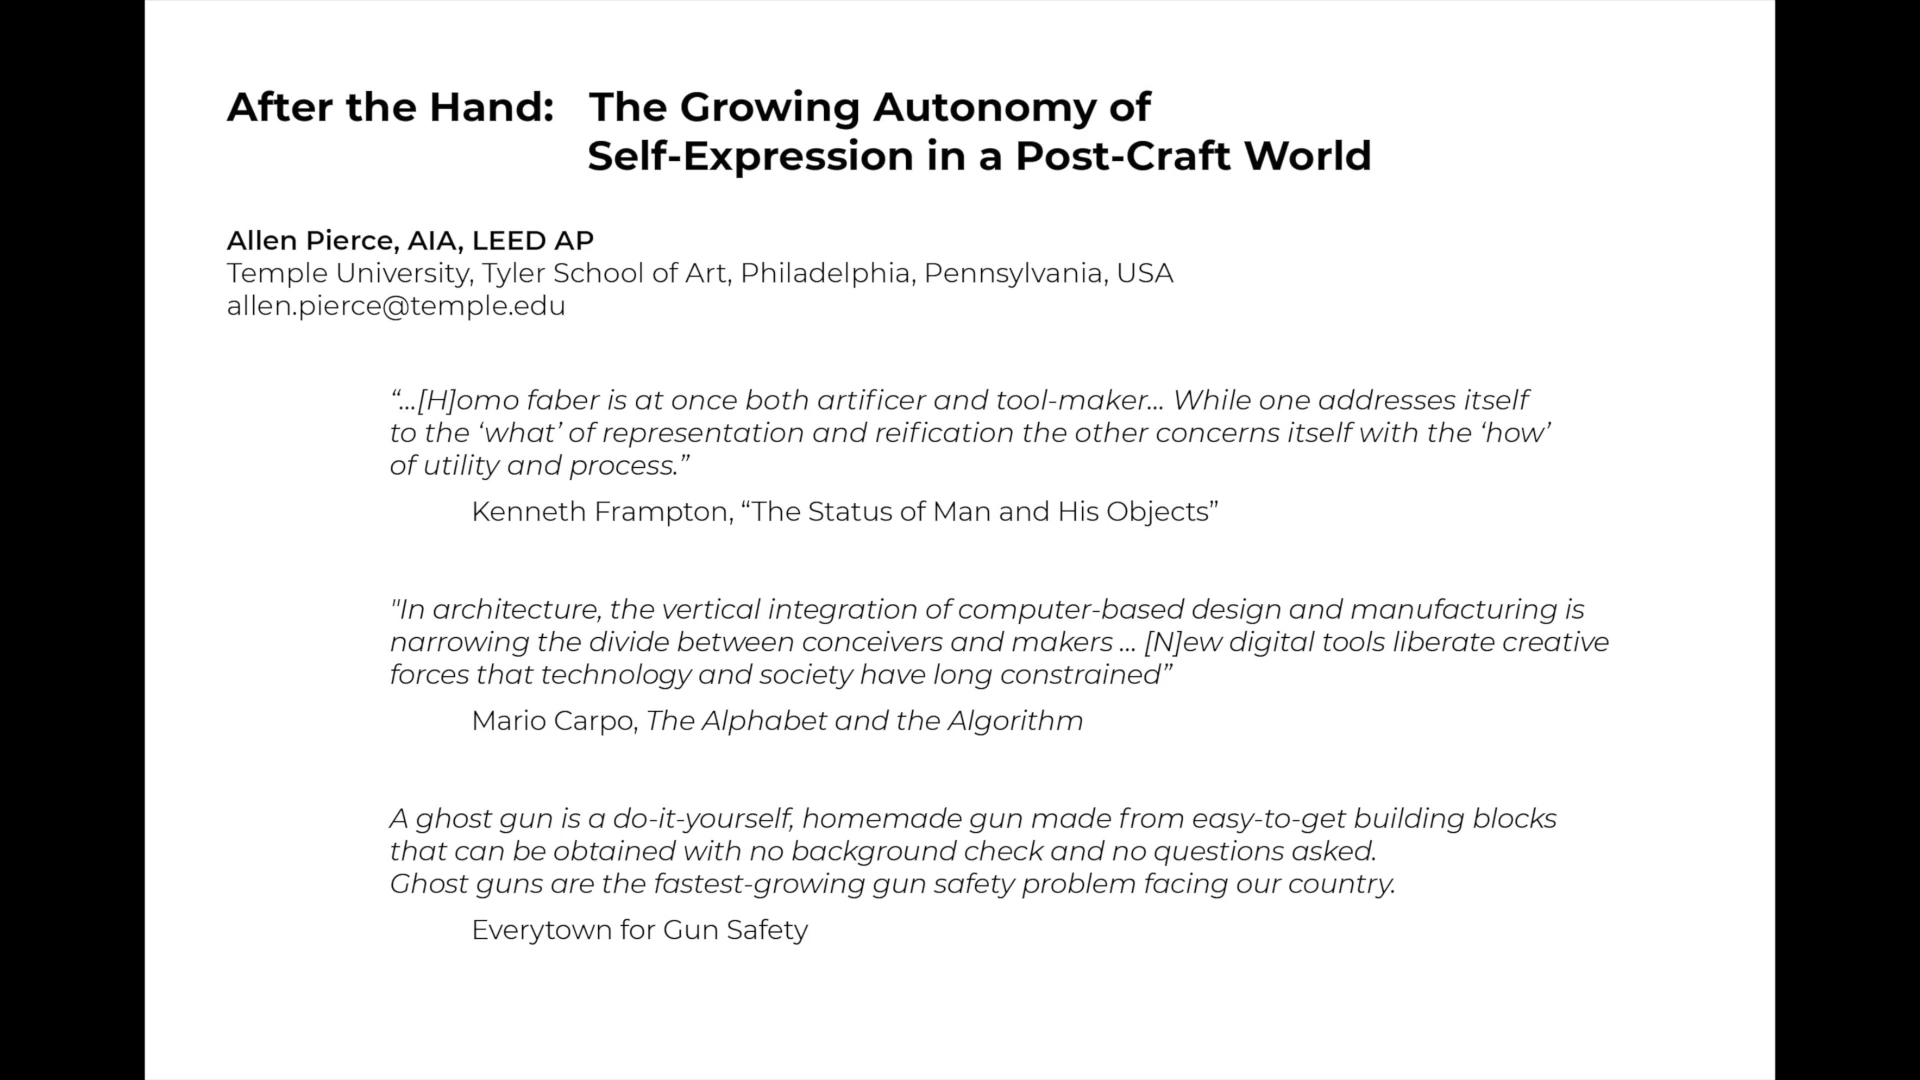 After the Hand: The Growing Autonomy of
Self-Expression in a Post-Craft World
Allen Pierce, AIA, LEED AP
Temple University, Tyler School of Art, Philadelphia, Pennsylvania, USA
allen.pierce@temple.edu
“...[H]omo faber is at once both artificer and tool-maker... While one addresses itself
to the ‘what’ of representation and reification the other concerns itself with the ‘how’
of utility and process.”
Kenneth Frampton, “The Status of Man and His Objects”
"In architecture, the vertical integration of computer-based design and manufacturing is
narrowing the divide between conceivers and makers ... [N]ew digital tools liberate creative
forces that technology and society have long constrained”
Mario Carpo, The Alphabet and the Algorithm
A ghost gun is a do-it-yourself, homemade gun made from easy-to-get building blocks
that can be obtained with no background check and no questions asked.
Ghost guns are the fastest-growing gun safety problem facing our country.
Everytown for Gun Safety